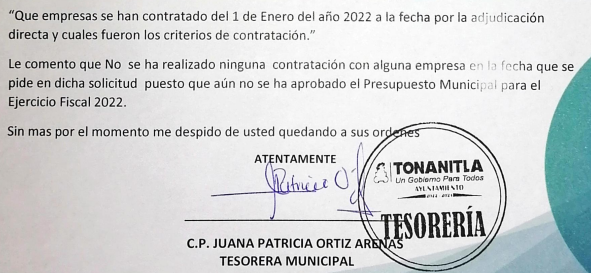 “Que empresas se han contratado del 1 de Enero del año 2022 a la fecha por la adjudicación
directa y cuales fueron los criterios de contratación.”
Le comento que No se ha realizado ninguna contratación con alguna empresa en la fecha que se
pide en dicha solicitud puesto que aún no se ha aprobado el Presupuesto Municipal para el
Ejercicio Fiscal 2022.
Sin mas por el momento me despido de usted quedando a sus ordenes
ATENTAMENTE
Patricia O
TONANITLA
Un Gobierno Para Todos
AYUNTAMIENTO
TESORERÍA
C.P. JUANA PATRICIA ORTIZ ARENAS
TESORERA MUNICIPAL